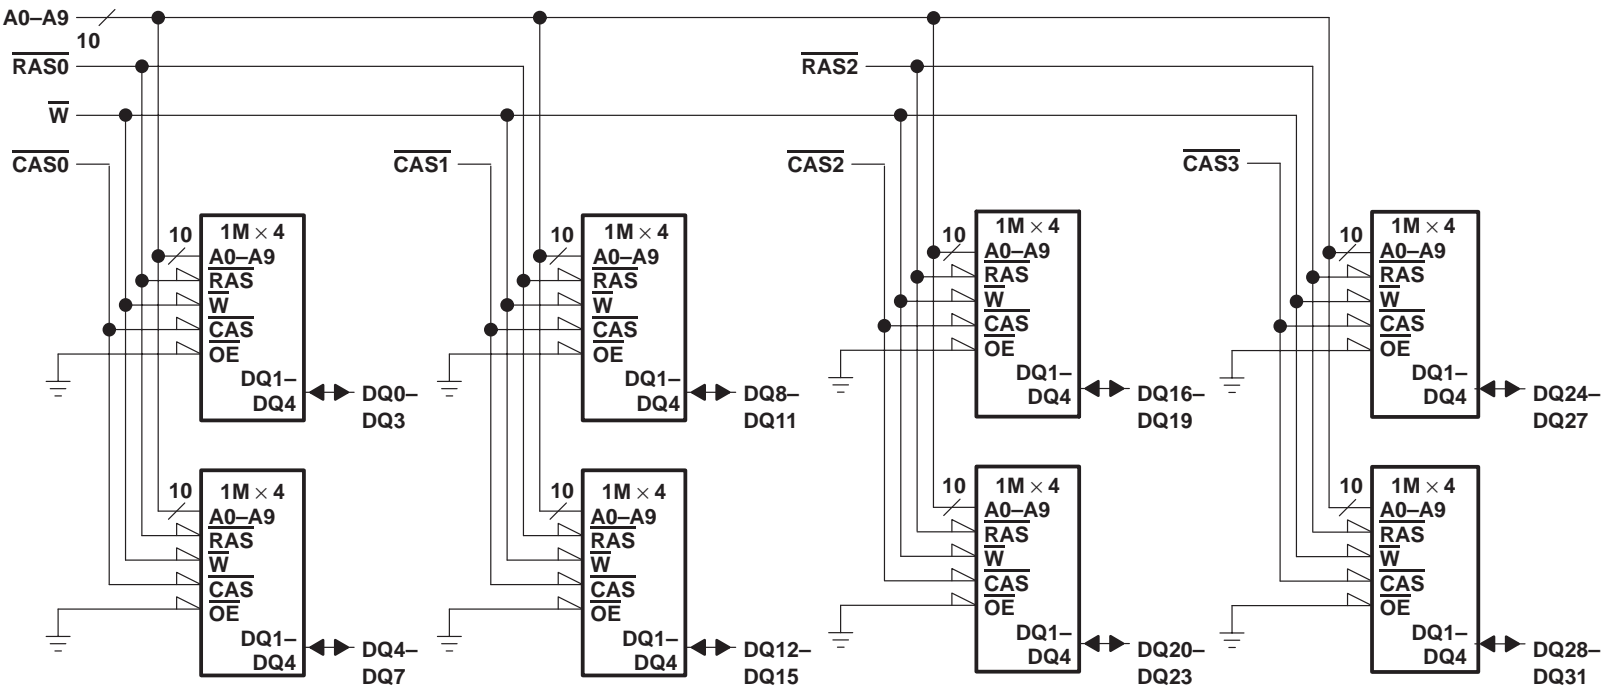 A0–A9
10
RAS0
RAS2
W
CAS0
CAS1
CAS2
CAS3
10
1M × 4
A0–A9
RAS
W
CAS
OE
DQ1–
DQ4
DQ0–
DQ3
10
1M × 4
A0–A9
RAS
W
CAS
OE
DQ1–
DQ4
DQ8–
DQ11
10
1M × 4
A0–A9
RAS
W
CAS
OE
DQ1–
DQ4
DQ16–
DQ19
10
1M × 4
A0–A9
RAS
W
CAS
OE
DQ1–
DQ4
DQ24–
DQ27
10
1M × 4
A0–A9
RAS
W
CAS
OE
DQ1–
DQ4
DQ4–
DQ7
10
1M × 4
A0–A9
RAS
W
CAS
OE
DQ1–
DQ4
DQ12–
DQ15
10
1M × 4
A0–A9
RAS
W
CAS
OE
DQ1–
DQ4
DQ20–
DQ23
10
1M × 4
A0–A9
RAS
W
CAS
OE
DQ1–
DQ4
DQ28–
DQ31